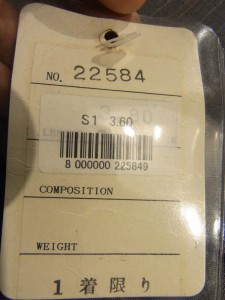 NO. 22584
S1 3.60
8 000000 225849
COMPOSITION
WEIGHT
1着限り